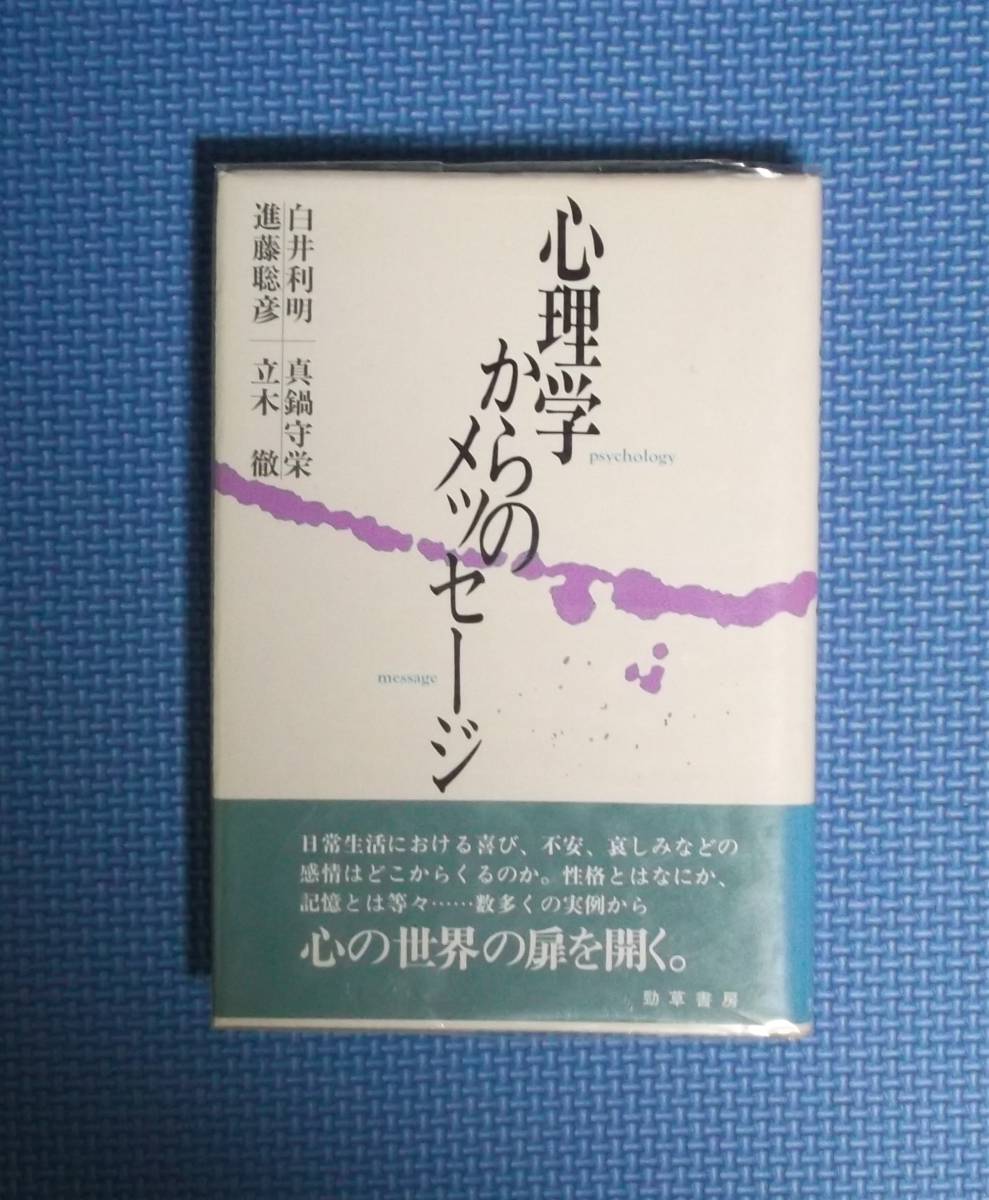 心理学
からの
メッセージ
psychology
message
白井利明
真鍋守栄
進藤聡彦
立木 徹
日常生活における喜び、不安、哀しみなどの
感情はどこからくるのか。性格とはなにか、
記憶とは等々……数多くの実例から
心の世界の扉を開く。
勁草書房